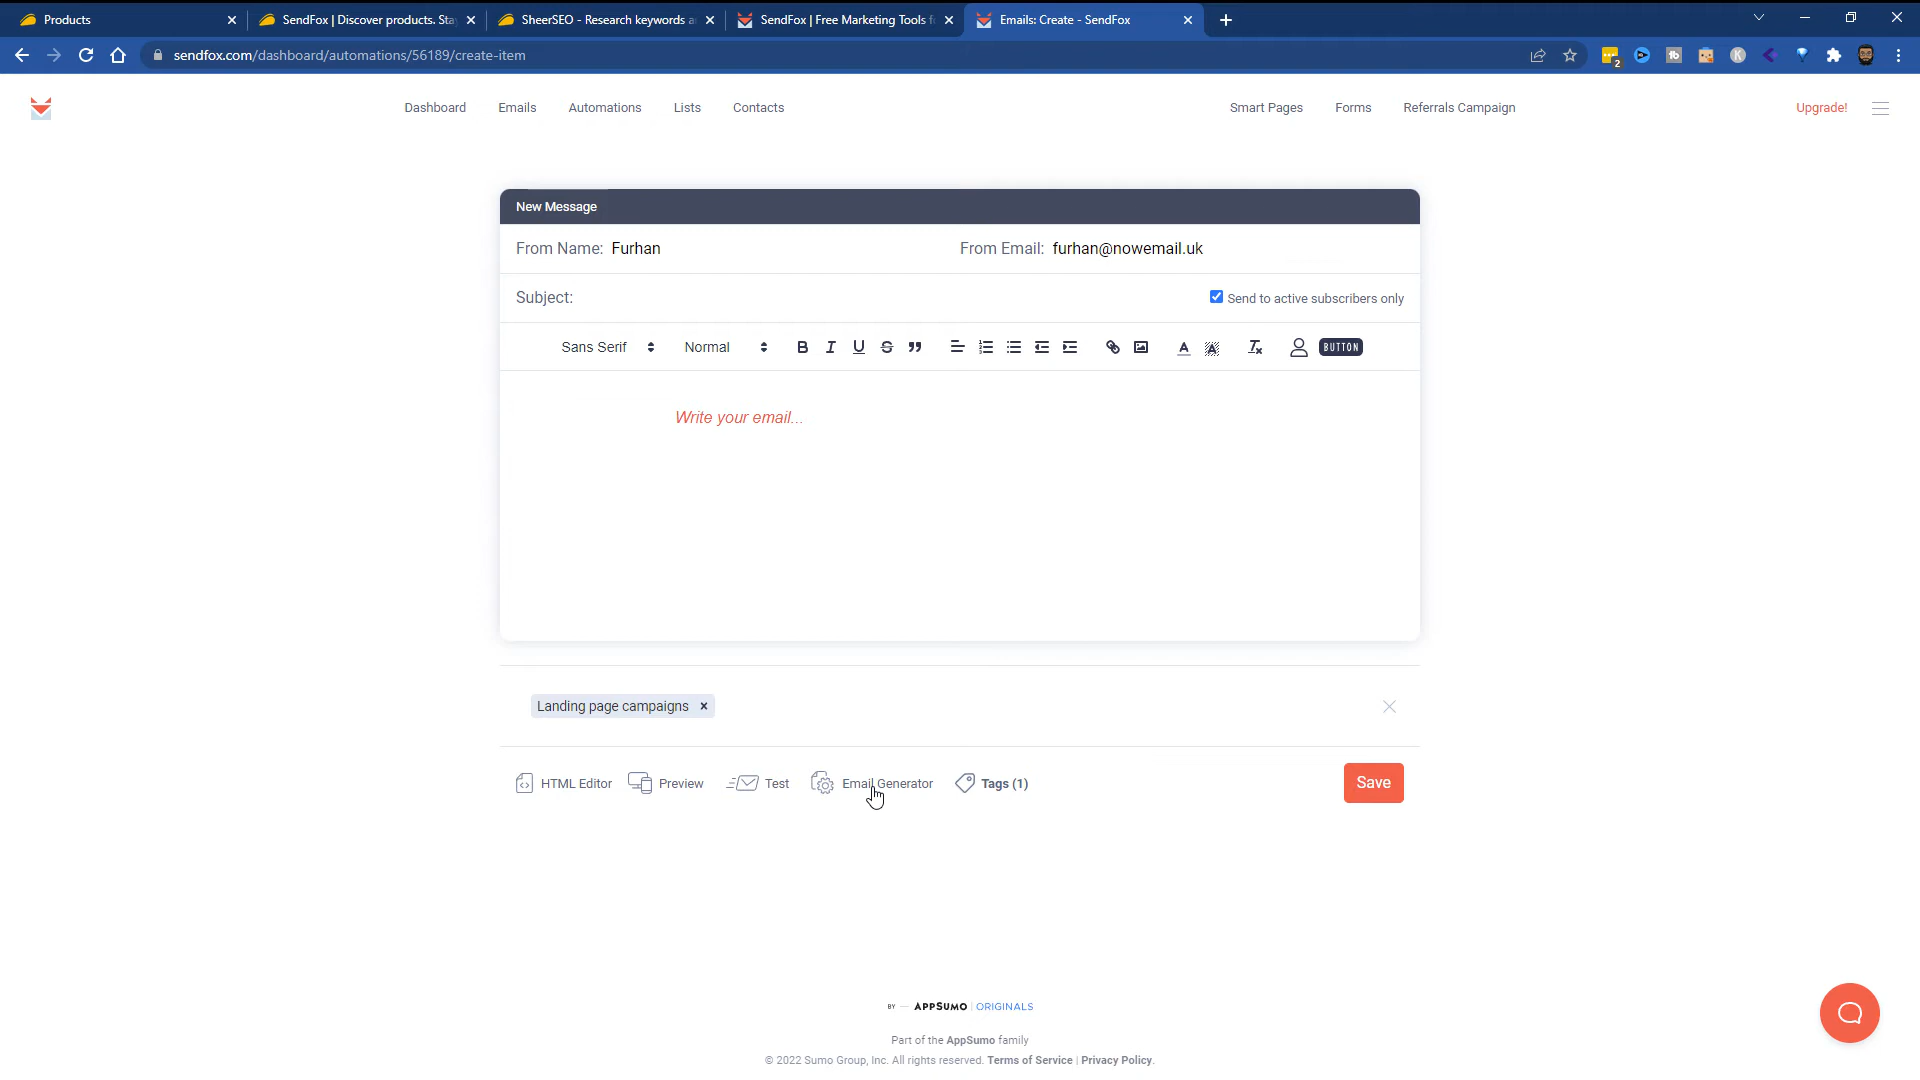 Products
SendFox | Discover products. Sta
SheerSEO - Research keywords a
SendFox | Free Marketing Tools f
Emails: Create - SendFox
sendfox.com/dashboard/automations/56189/create-item
2
tb
K
Dashboard
Emails
Automations
Lists
Contacts
Smart Pages
Forms
Referrals Campaign
Upgrade!
New Message
From Name: Furhan
From Email: furhan@nowemail.uk
Subject:
Send to active subscribers only
Sans Serif
Normal
BUTTON
Write your email...
Landing page campaigns ×
HTML Editor
Preview
Test
Email Generator
Tags (1)
Save
BY — APPSUMO | ORIGINALS
Part of the AppSumo family
© 2022 Sumo Group, Inc. All rights reserved. Terms of Service | Privacy Policy.